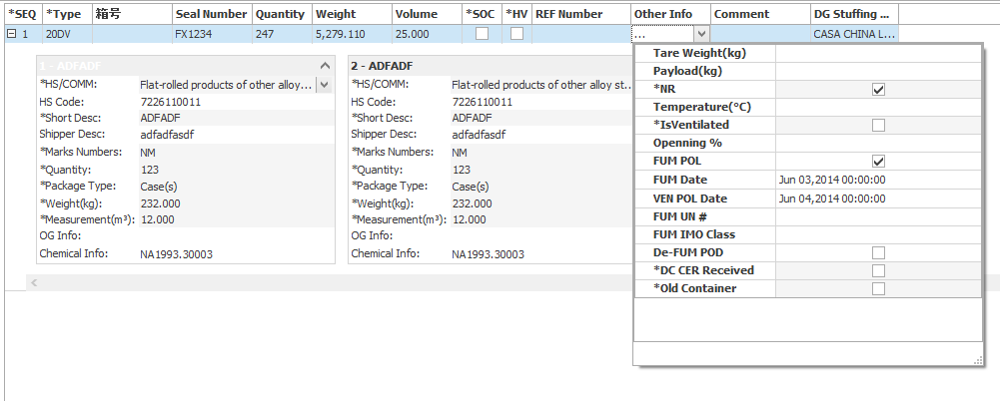 *SEQ *Type 箱号 Seal Number Quantity Weight Volume *SOC *HV REF Number Other Info Comment DG Stuffing ...
1 20DV FX1234 247 5,279.110 25.000 ... CASA CHINA L...
1 - ADFADF
*HS/COMM: Flat-rolled products of other alloy...
HS Code: 7226110011
*Short Desc: ADFADF
Shipper Desc: adfadfasdf
*Marks Numbers: NM
*Quantity: 123
*Package Type: Case(s)
*Weight(kg): 232.000
*Measurement(m³): 12.000
OG Info:
Chemical Info: NA1993.30003
2 - ADFADF
*HS/COMM: Flat-rolled products of other alloy st..
HS Code: 7226110011
*Short Desc: ADFADF
Shipper Desc: adfadfasdf
*Marks Numbers: NM
*Quantity: 123
*Package Type: Case(s)
*Weight(kg): 232.000
*Measurement(m³): 12.000
OG Info:
Chemical Info: NA1993.30003
Tare Weight(kg)
Payload(kg)
*NR
Temperature(°C)
*IsVentilated
Openning %
FUM POL
FUM Date Jun 03,2014 00:00:00
VEN POL Date Jun 04,2014 00:00:00
FUM UN #
FUM IMO Class
De-FUM POD
*DC CER Received
*Old Container